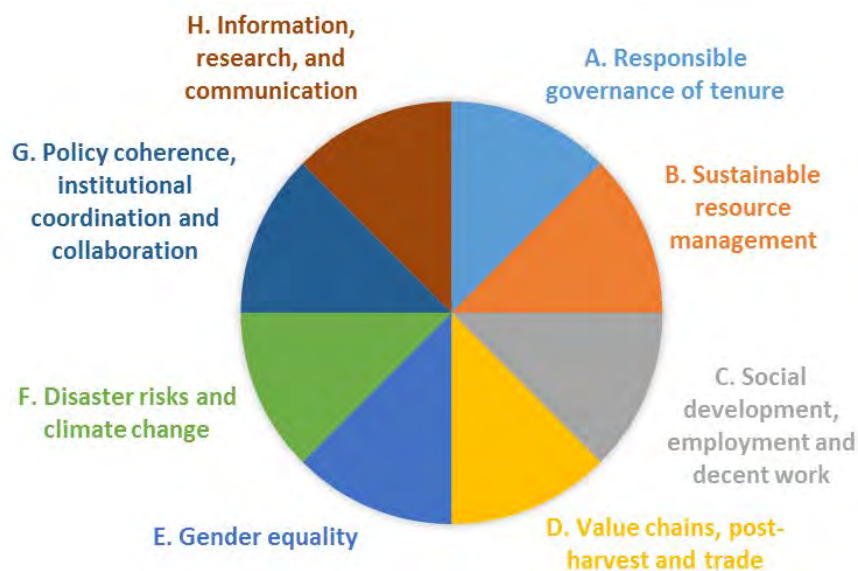 H. Information,
research, and
communication
A. Responsible
governance of tenure
G. Policy coherence,
institutional
coordination and
collaboration
B. Sustainable
resource
management
F. Disaster risks and
climate change
C. Social
development,
employment and
decent work
E. Gender equality
D. Value chains, post-
harvest and trade